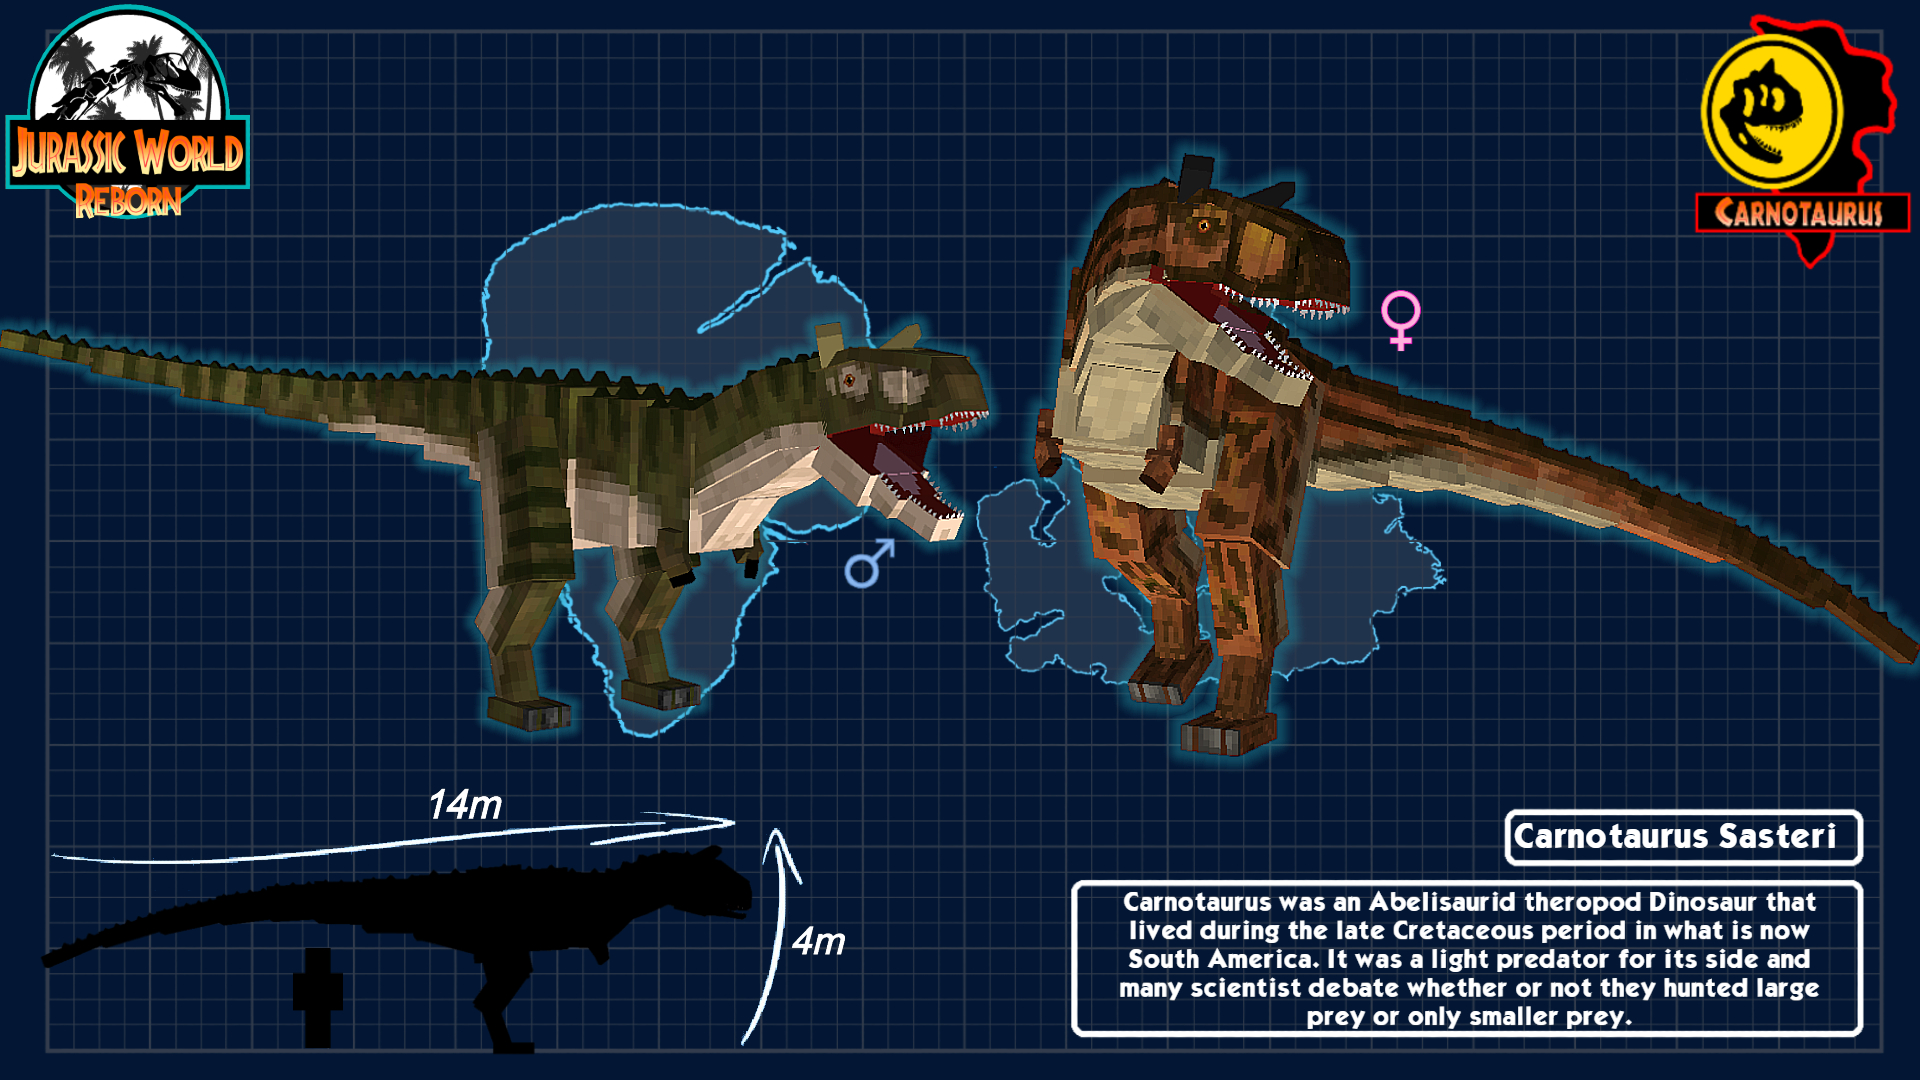 JURASSIC WORLD
REBORN
CARNOTAURUS
14m
4m
Carnotaurus Sasteri
Carnotaurus was an Abelisaurid theropod Dinosaur that
lived during the late Cretaceous period in what is now
South America. It was a light predator for its side and
many scientist debate whether or not they hunted large
prey or only smaller prey.